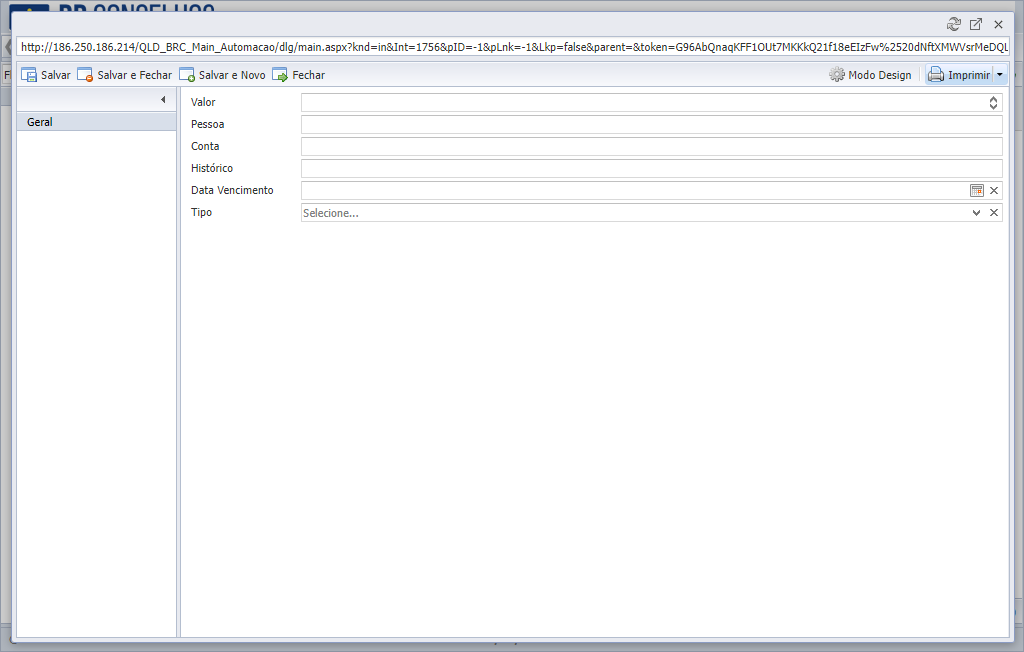 http://186.250.186.214/QLD_BRC_Main_Automacao/dlg/main.aspx?knd=in&Int=1756&pID=-1&pLnk=-1&Lkp=false&parent=&token=G96AbQnaqKFF1OUt7MKKkQ21f18eEIzFw%2520dNftXMWVsrMeDQL
Salvar Salvar e Fechar Salvar e Novo Fechar Modo Design Imprimir
Geral
Valor
Pessoa
Conta
Histórico
Data Vencimento
Tipo Selecione...